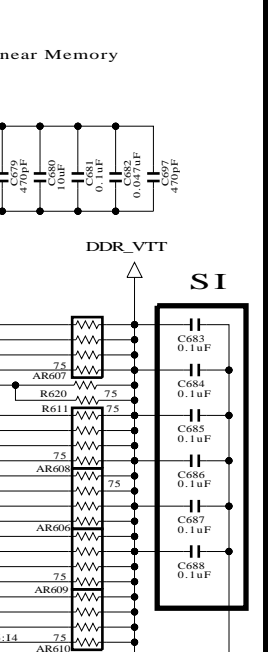 near Memory
C679
470pF
C680
10uF
C681
0.1uF
C682
0.047uF
C697
470pF
DDR_VTT
SI
C683
0.1uF
75
AR607
C684
0.1uF
R620
75
R611
75
C685
0.1uF
75
AR608
C686
0.1uF
75
C687
0.1uF
AR606
C688
0.1uF
75
AR609
:14
75
AR610